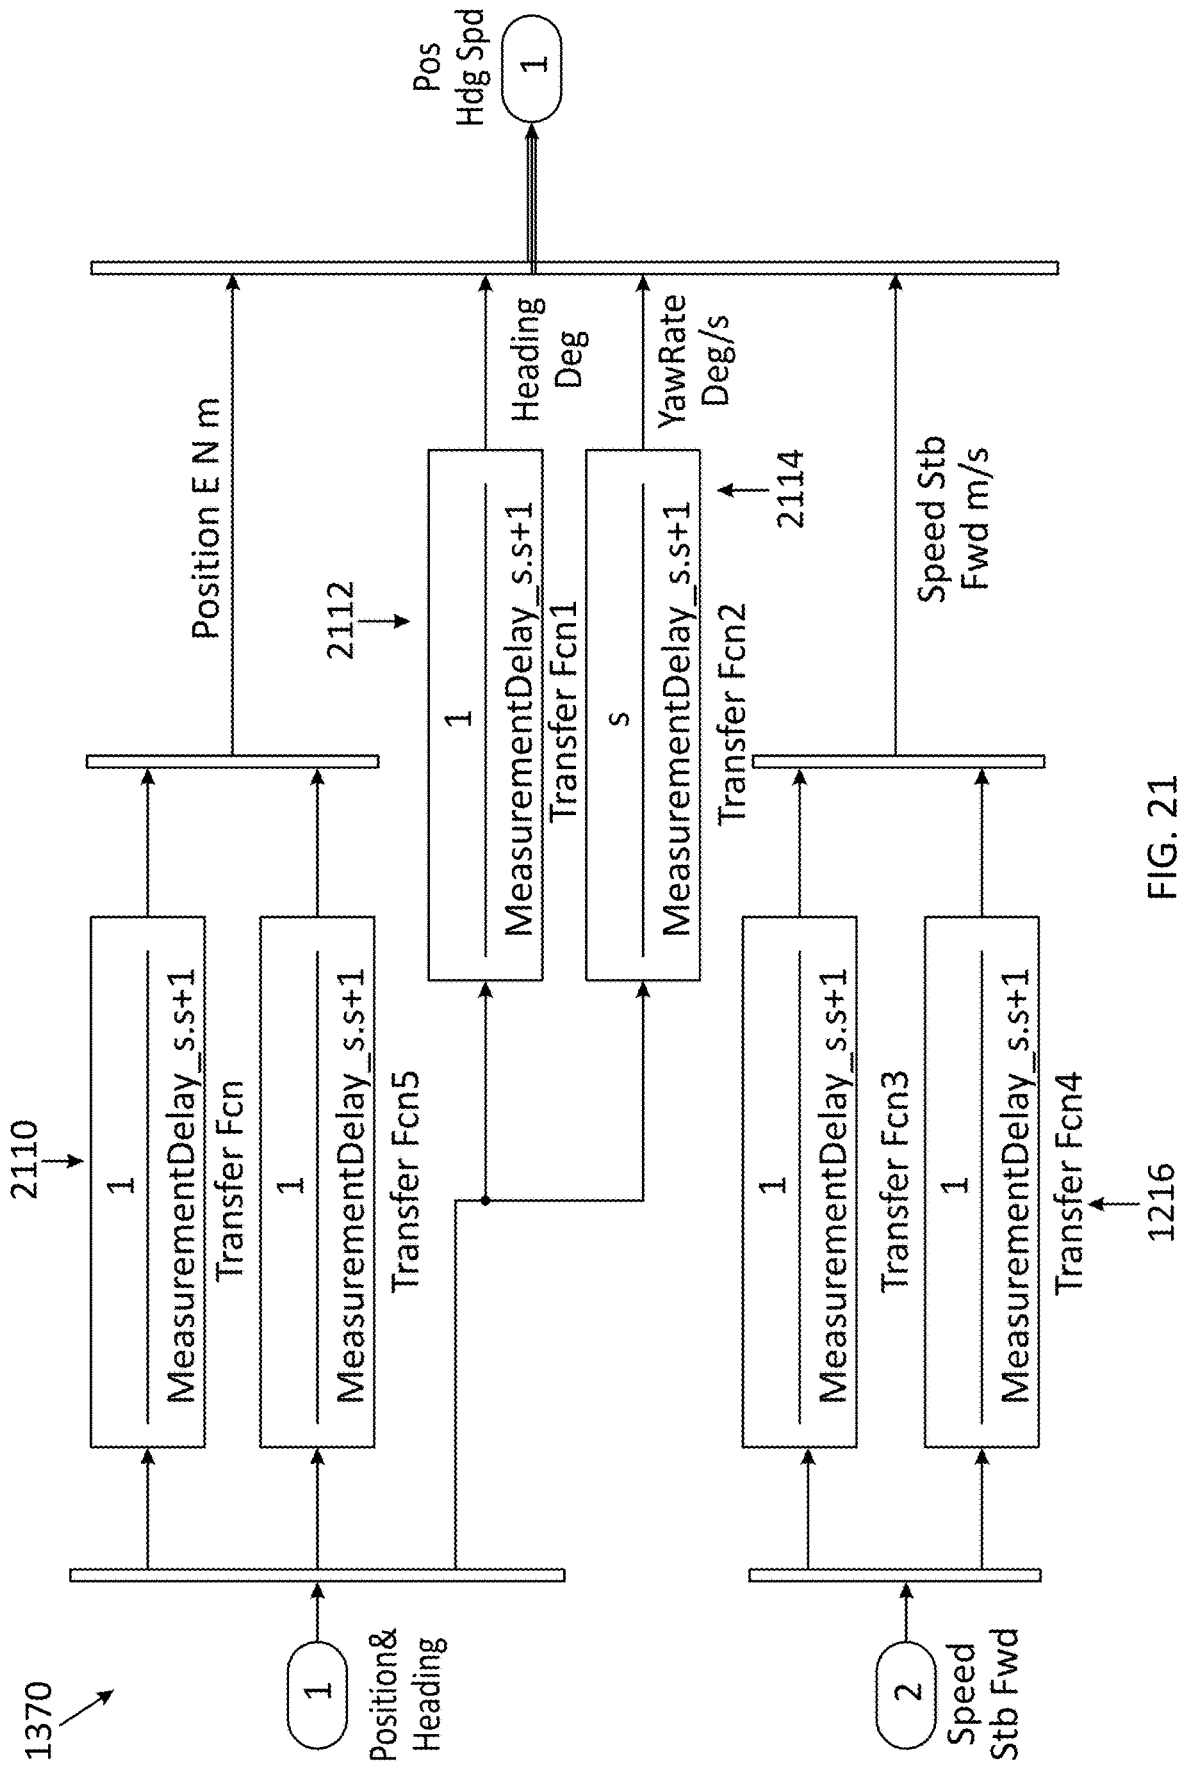 1370
1
Position&
Heading
2110
1
MeasurementDelay_s.s+1
Transfer Fcn
1
MeasurementDelay_s.s+1
Transfer Fcn5
Position E N m
2112
1
MeasurementDelay_s.s+1
Transfer Fcn1
Heading
Deg
s
MeasurementDelay_s.s+1
Transfer Fcn2
2114
YawRate
Deg/s
Pos
Hdg Spd
1
2
Speed
Stb Fwd
1
MeasurementDelay_s.s+1
Transfer Fcn3
1
MeasurementDelay_s.s+1
Transfer Fcn4
1216
Speed Stb
Fwd m/s
FIG. 21